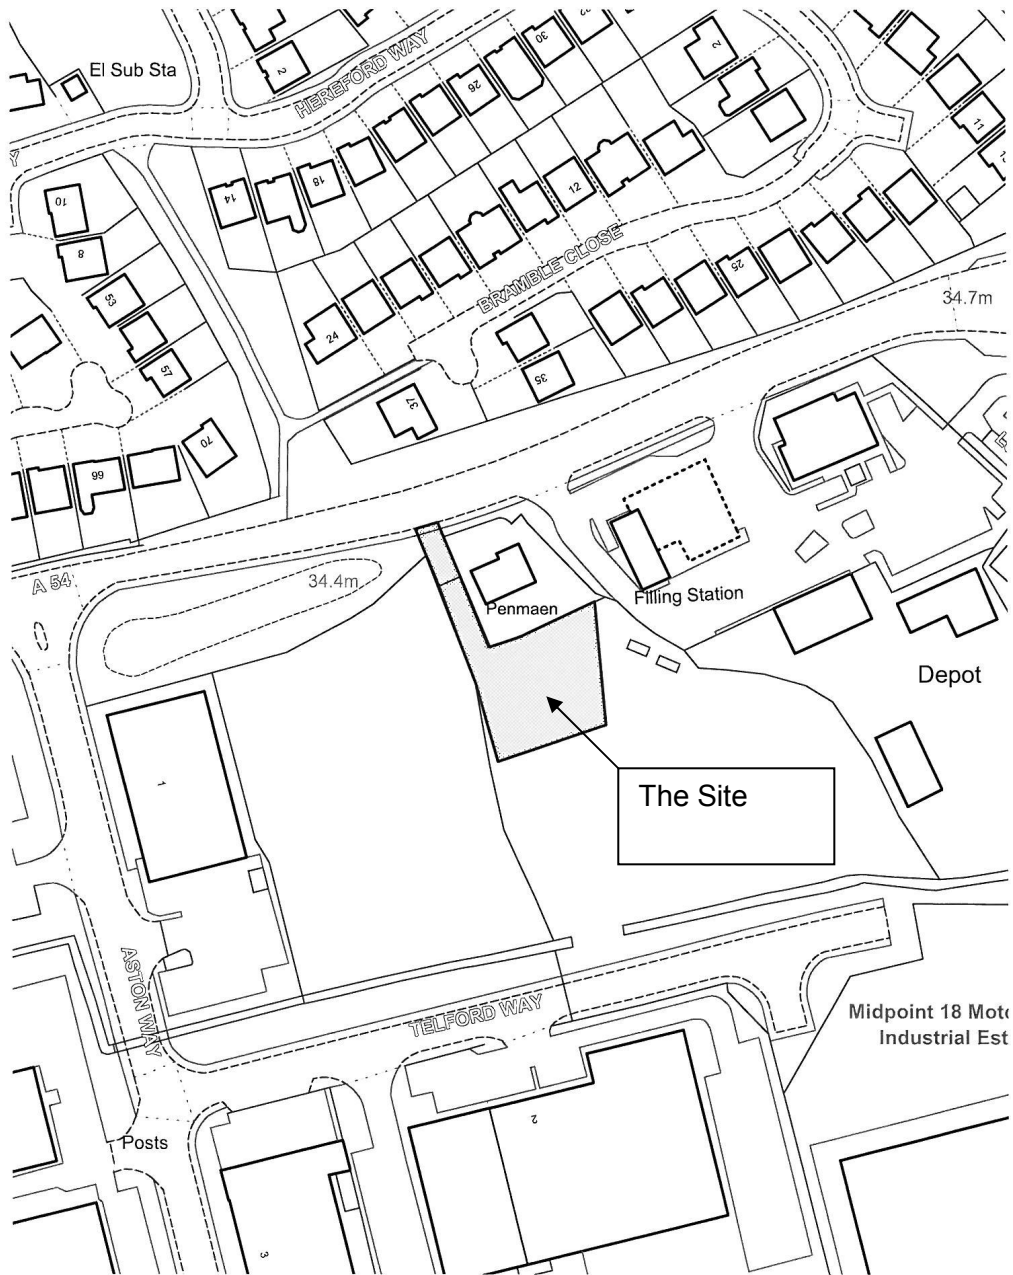 El Sub Sta
2
HEREFORD WAY
30
26
2
11
Y
10
8
53
57
14
18
12
BRAMBLE CLOSE
24
25
34.7m
35
37
70
66
A 54
34.4m
Penmaen
Filling Station
Depot
1
The Site
ASTON WAY
TELFORD WAY
Midpoint 18 Moto
Industrial Est
Posts
2
3